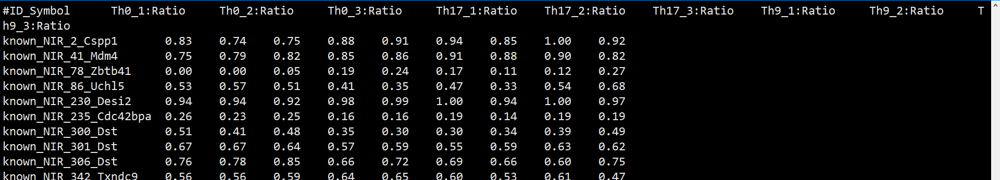 #ID_Symbol Th0_1:Ratio Th0_2:Ratio Th0_3:Ratio Th17_1:Ratio Th17_2:Ratio Th17_3:Ratio Th9_1:Ratio Th9_2:Ratio T
h9_3:Ratio
known_NIR_2_Cspp1 0.83 0.74 0.75 0.88 0.91 0.94 0.85 1.00 0.92
known_NIR_41_Mdm4 0.75 0.79 0.82 0.85 0.86 0.91 0.88 0.90 0.82
known_NIR_78_Zbtb41 0.00 0.00 0.05 0.19 0.24 0.17 0.11 0.12 0.27
known_NIR_86_Uchl5 0.53 0.57 0.51 0.41 0.35 0.47 0.33 0.54 0.68
known_NIR_230_Desi2 0.94 0.94 0.92 0.98 0.99 1.00 0.94 1.00 0.97
known_NIR_235_Cdc42bpa 0.26 0.23 0.25 0.16 0.16 0.19 0.14 0.19 0.19
known_NIR_300_Dst 0.51 0.41 0.48 0.35 0.30 0.30 0.34 0.39 0.49
known_NIR_301_Dst 0.67 0.67 0.64 0.57 0.59 0.55 0.59 0.63 0.62
known_NIR_306_Dst 0.76 0.78 0.85 0.66 0.72 0.69 0.66 0.60 0.75
known_NIR_342_Txndc9 0.56 0.56 0.59 0.64 0.65 0.60 0.53 0.61 0.47